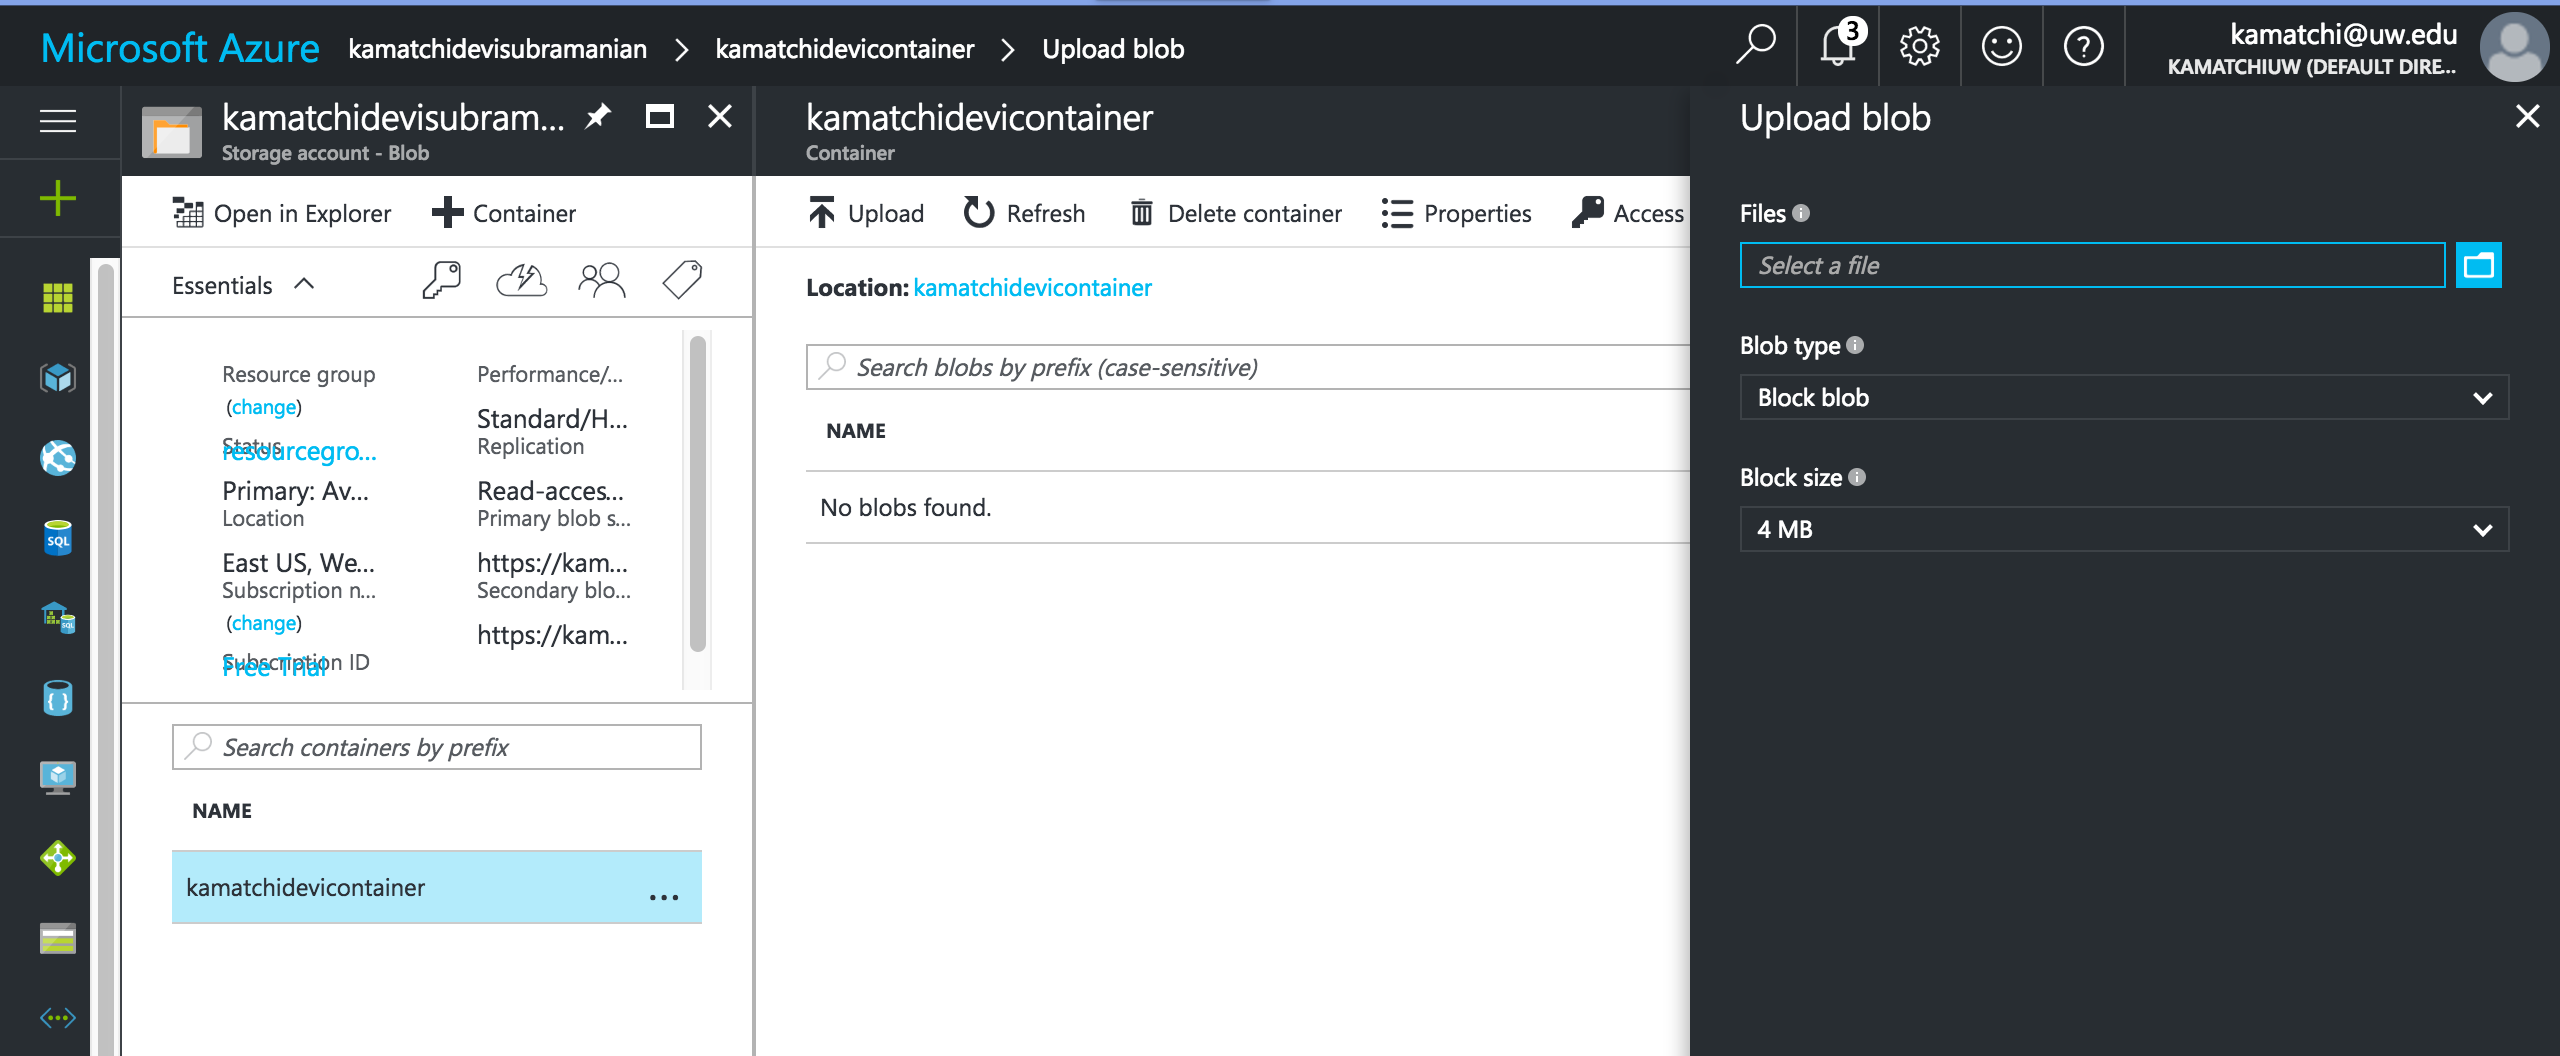 Microsoft Azure kamatchidevisubramanian > kamatchidevicontainer > Upload blob
3
kamatchi@uw.edu
KAMATCHIUW (DEFAULT DIRE...
kamatchidevisubram...
Storage account - Blob
Open in Explorer
Container
Essentials
Resource group
(change)
Status
resourcegro...
Primary: Av...
Location
East US, We...
Subscription n...
(change)
Subscription ID
Free Trial
Performance/...
Standard/H...
Replication
Read-acces...
Primary blob s...
https://kam...
Secondary blo...
https://kam...
Search containers by prefix
NAME
kamatchidevicontainer
...
kamatchidevicontainer
Container
Upload
Refresh
Delete container
Properties
Access
Location: kamatchidevicontainer
Search blobs by prefix (case-sensitive)
NAME
No blobs found.
Upload blob
Files
Select a file
Blob type
Block blob
Block size
4 MB
SQL
SQL